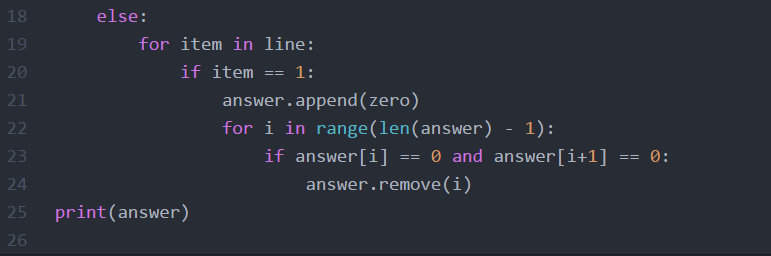 18     else:
19         for item in line:
20             if item == 1:
21                 answer.append(zero)
22                 for i in range(len(answer) - 1):
23                     if answer[i] == 0 and answer[i+1] == 0:
24                         answer.remove(i)
25 print(answer)
26